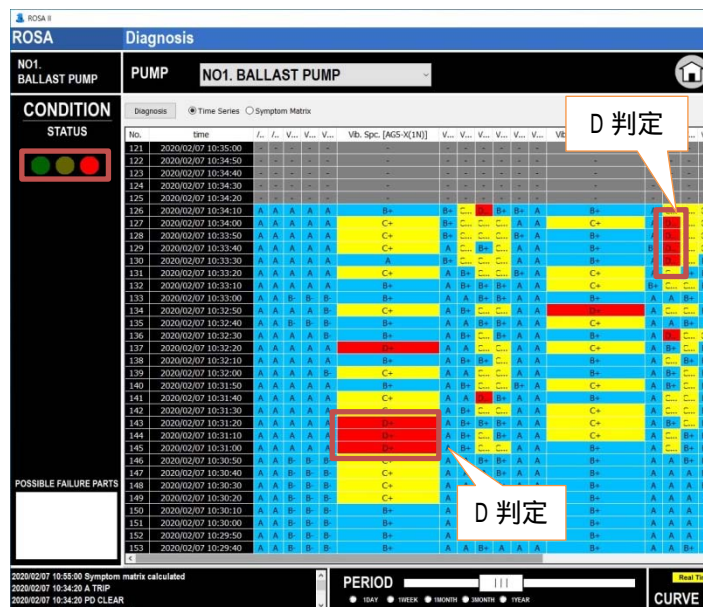 ROSA II
ROSA Diagnosis
NO1.
BALLAST PUMP
PUMP NO1. BALLAST PUMP
CONDITION
STATUS
Diagnosis Time Series Symptom Matrix
D 判定
No. time /... /... V... V... V... Vib. Spc. [AG5-X(1N)] V... V... V... V... V... V...
121 2020/02/07 10:35:00 - - - - - - - - - - - - -
122 2020/02/07 10:34:50 - - - - - - - - - - - - -
123 2020/02/07 10:34:40 - - - - - - - - - - - - -
124 2020/02/07 10:34:30 - - - - - - - - - - - - -
125 2020/02/07 10:34:20 - - - - - - - - - - - - -
126 2020/02/07 10:34:10 A A A A A B+ B+ C... D... B+ B+ A B+
127 2020/02/07 10:34:00 A A A A A C+ B+ C... C... C... A A C+
128 2020/02/07 10:33:50 A A A A A C+ B+ C... C... C... B+ A B+
129 2020/02/07 10:33:40 A A A A A C+ A C... B+ C... A A B+
130 2020/02/07 10:33:30 A A A A A A B+ C... C... C... A A B+
131 2020/02/07 10:33:20 A A A A A C+ A B+ C... C... B+ A C+
132 2020/02/07 10:33:10 A A A A A B+ A B+ B+ B+ A A C+
133 2020/02/07 10:33:00 A A B- B- B- B+ A A B+ B+ A A B+ A A B+
134 2020/02/07 10:32:50 A A A A B- C+ A B+ C... C... A A D+
135 2020/02/07 10:32:40 A A B- B- B- B+ A A B+ B+ A A C+ A A B+
136 2020/02/07 10:32:30 A A A A B- B+ A B+ C... C... A A B+
137 2020/02/07 10:32:20 A A A A A D+ A A C... C... A A C+
138 2020/02/07 10:32:10 A A A A A B+ A B+ B+ C... A A B+
139 2020/02/07 10:32:00 A A A A B- C+ A A C... C... A A B+
140 2020/02/07 10:31:50 A A A A A B+ A B+ C... C... B+ A C+
141 2020/02/07 10:31:40 A A A A A C+ A A D... B+ A A B+
142 2020/02/07 10:31:30 A A A A A A B+ C... C... A A C+
143 2020/02/07 10:31:20 A A A A A D+ A B+ C... B+ A A C+
144 2020/02/07 10:31:10 A A A A A D+ A B+ C... B+ A A C+
145 2020/02/07 10:31:00 A A A A A D+ A B+ C... C... A A B+
146 2020/02/07 10:30:50 A A B- B- B- C+ B+ B+ A A B+ A A B+
147 2020/02/07 10:30:40 A A B- B- B- C+ B+ A A B+
148 2020/02/07 10:30:30 A A B- B- B- C+ B+
149 2020/02/07 10:30:20 A A B- B- B- C+ B+
150 2020/02/07 10:30:10 A A B- B- B- B+ B+ A A A
151 2020/02/07 10:30:00 A A B- B- B- B+ B+ A A A
152 2020/02/07 10:29:50 A A B- B- B- B+ B+ A A A
153 2020/02/07 10:29:40 A A B- B- B- B+ A A B+ A A A B+ A A B+
D 判定
POSSIBLE FAILURE PARTS
2020/02/07 10:55:00 Symptom matrix calculated
2020/02/07 10:34:20 A TRIP
2020/02/07 10:34:20 PD CLEAR
PERIOD
1DAY 1WEEK 1MONTH 3MONTH 1YEAR
Real Ti
CURVE